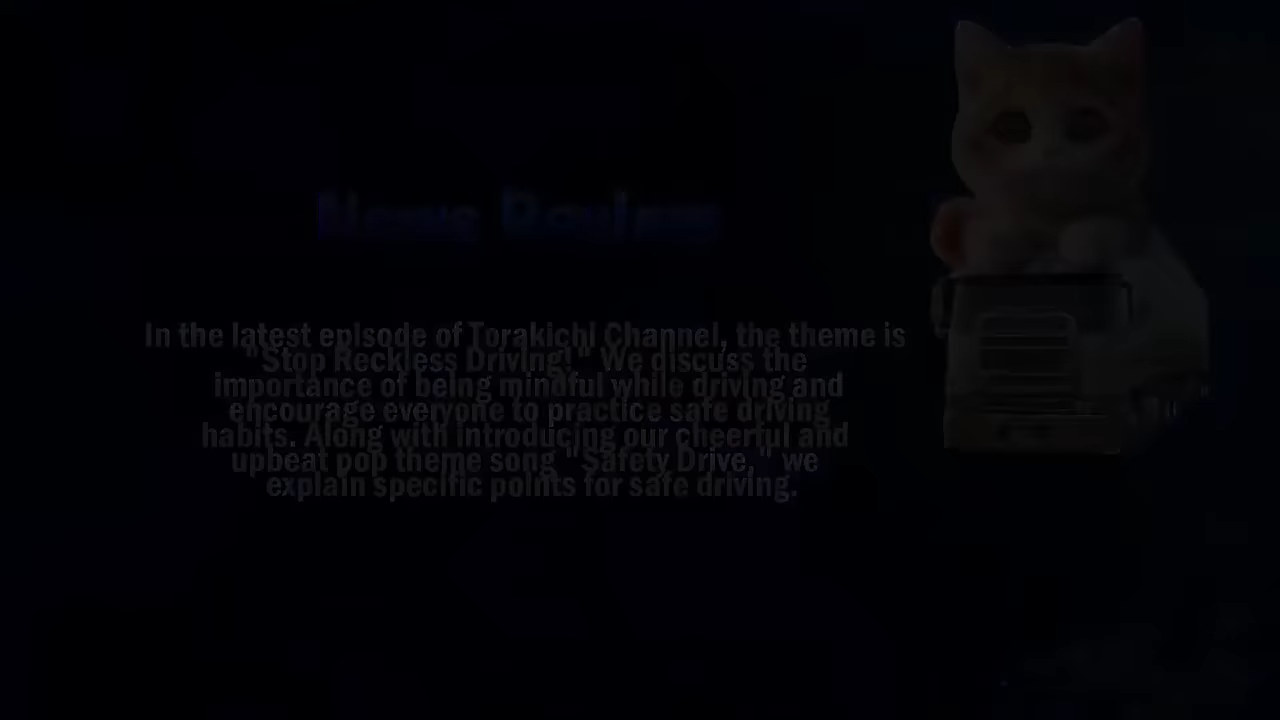 News Review
In the latest episode of Torakichi Channel, the theme is
"Stop Reckless Driving!" We discuss the
importance of being mindful while driving and
encourage everyone to practice safe driving
habits. Along with introducing our cheerful and
upbeat pop theme song "Safety Drive," we
explain specific points for safe driving.